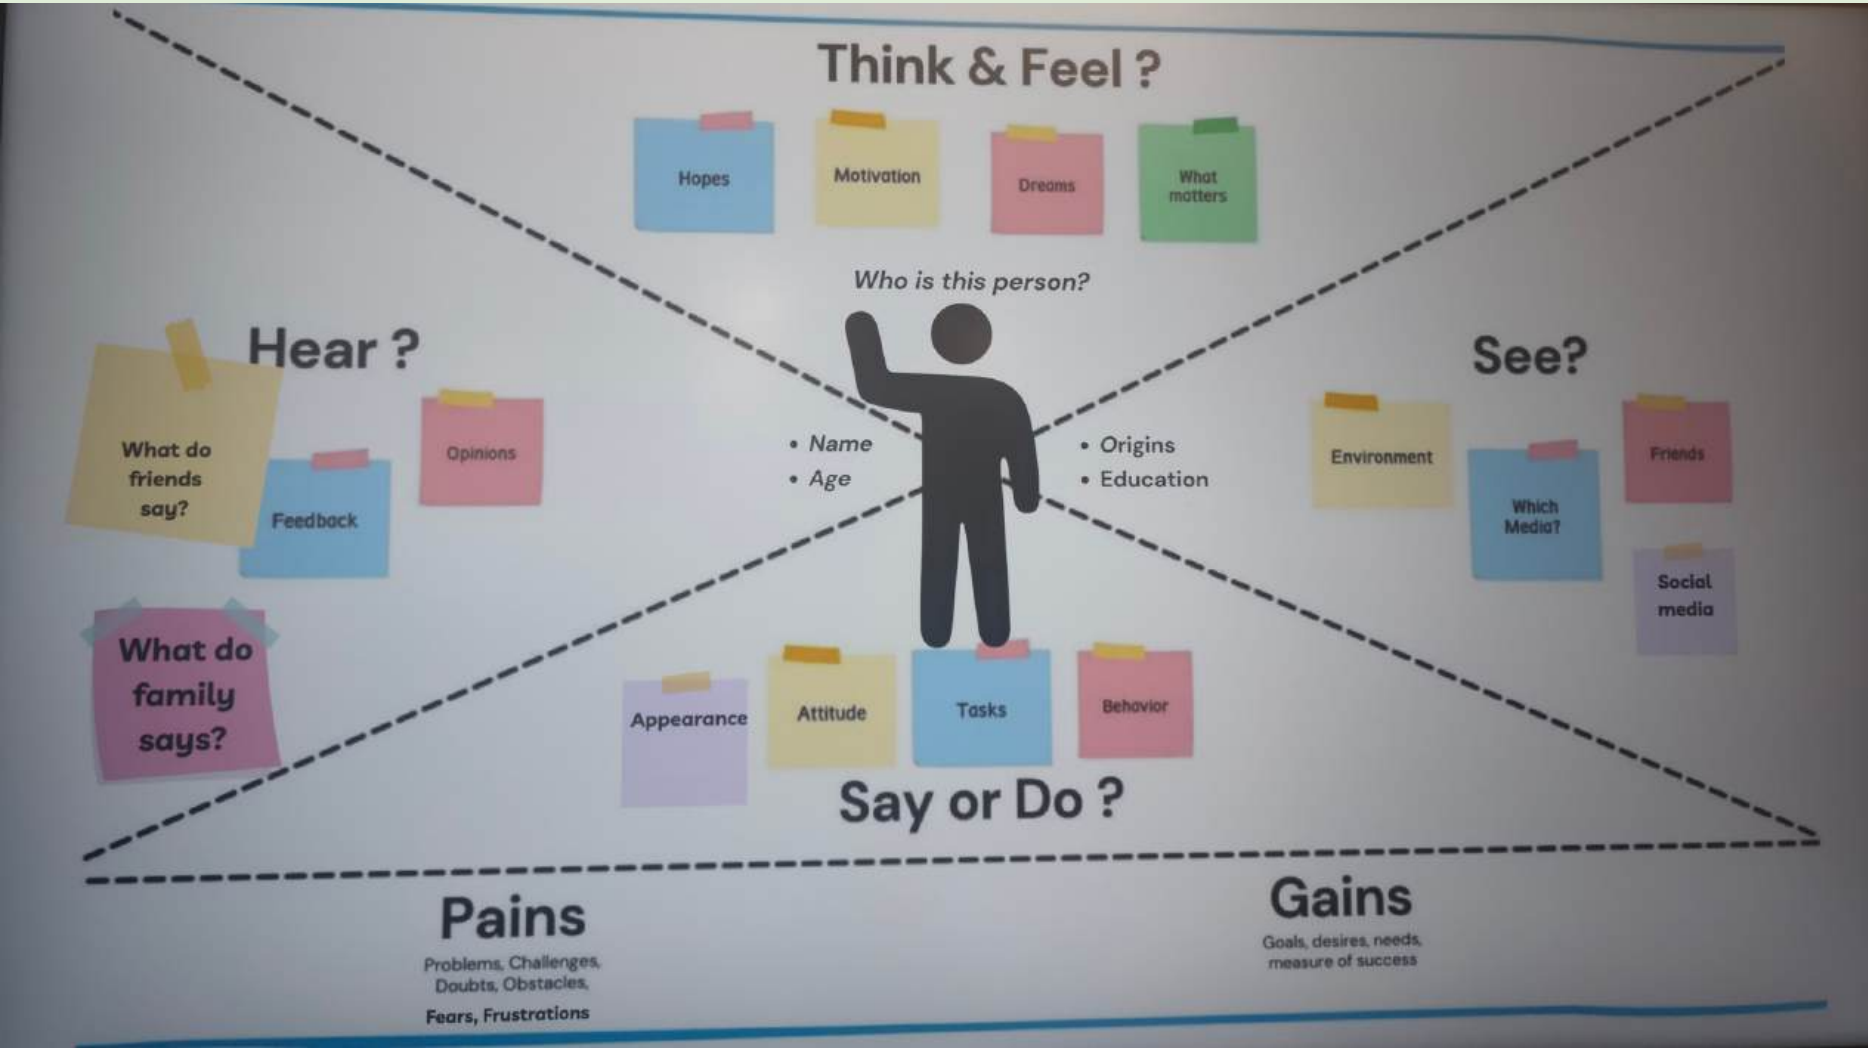 Think & Feel ?
Hopes
Motivation
Dreams
What
matters
Who is this person?
Hear ?
What do
friends
say?
Feedback
Opinions
What do
family
says?
• Name
• Age
• Origins
• Education
See?
Environment
Which
Media?
Friends
Social
media
Appearance
Attitude
Tasks
Behavior
Say or Do ?
Pains
Problems, Challenges,
Doubts, Obstacles,
Fears, Frustrations
Gains
Goals, desires, needs,
measure of success